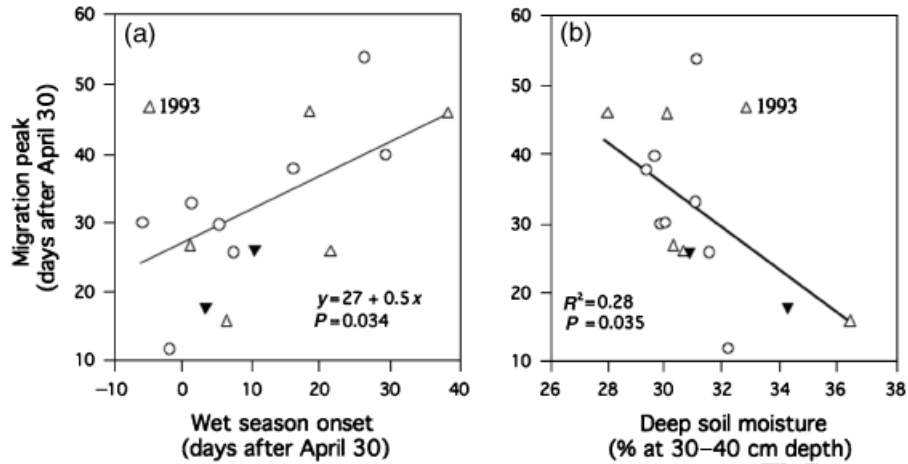 (a)
60
50
40
30
20
10
Migration peak
(days after April 30)
1993
y=27 + 0.5x
P=0.034
−10 0 10 20 30 40
Wet season onset
(days after April 30)
(b)
60
50
40
30
20
10
1993
R²=0.28
P =0.035
26 28 30 32 34 36 38
Deep soil moisture
(% at 30–40 cm depth)